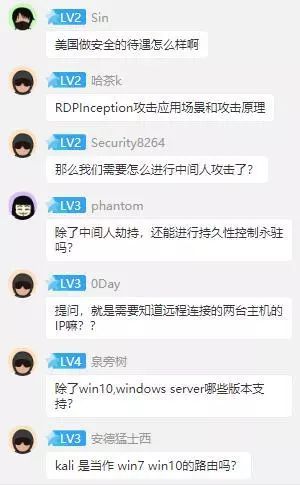 LV2 Sin
美国做安全的待遇怎么样啊
LV2 哈茶k
RDPInception攻击应用场景和攻击原理
LV2 Security8264
那么我们需要怎么进行中间人攻击了?
LV3 phantom
除了中间人劫持，还能进行持久性控制永驻
吗?
LV3 0Day
提问，就是需要知道远程连接的两台主机的
IP嘛? ?
LV4 泉旁树
除了win10,windows server哪些版本支
持?
LV3 安德猛士西
kali 是当作 win7 win10的路由吗?